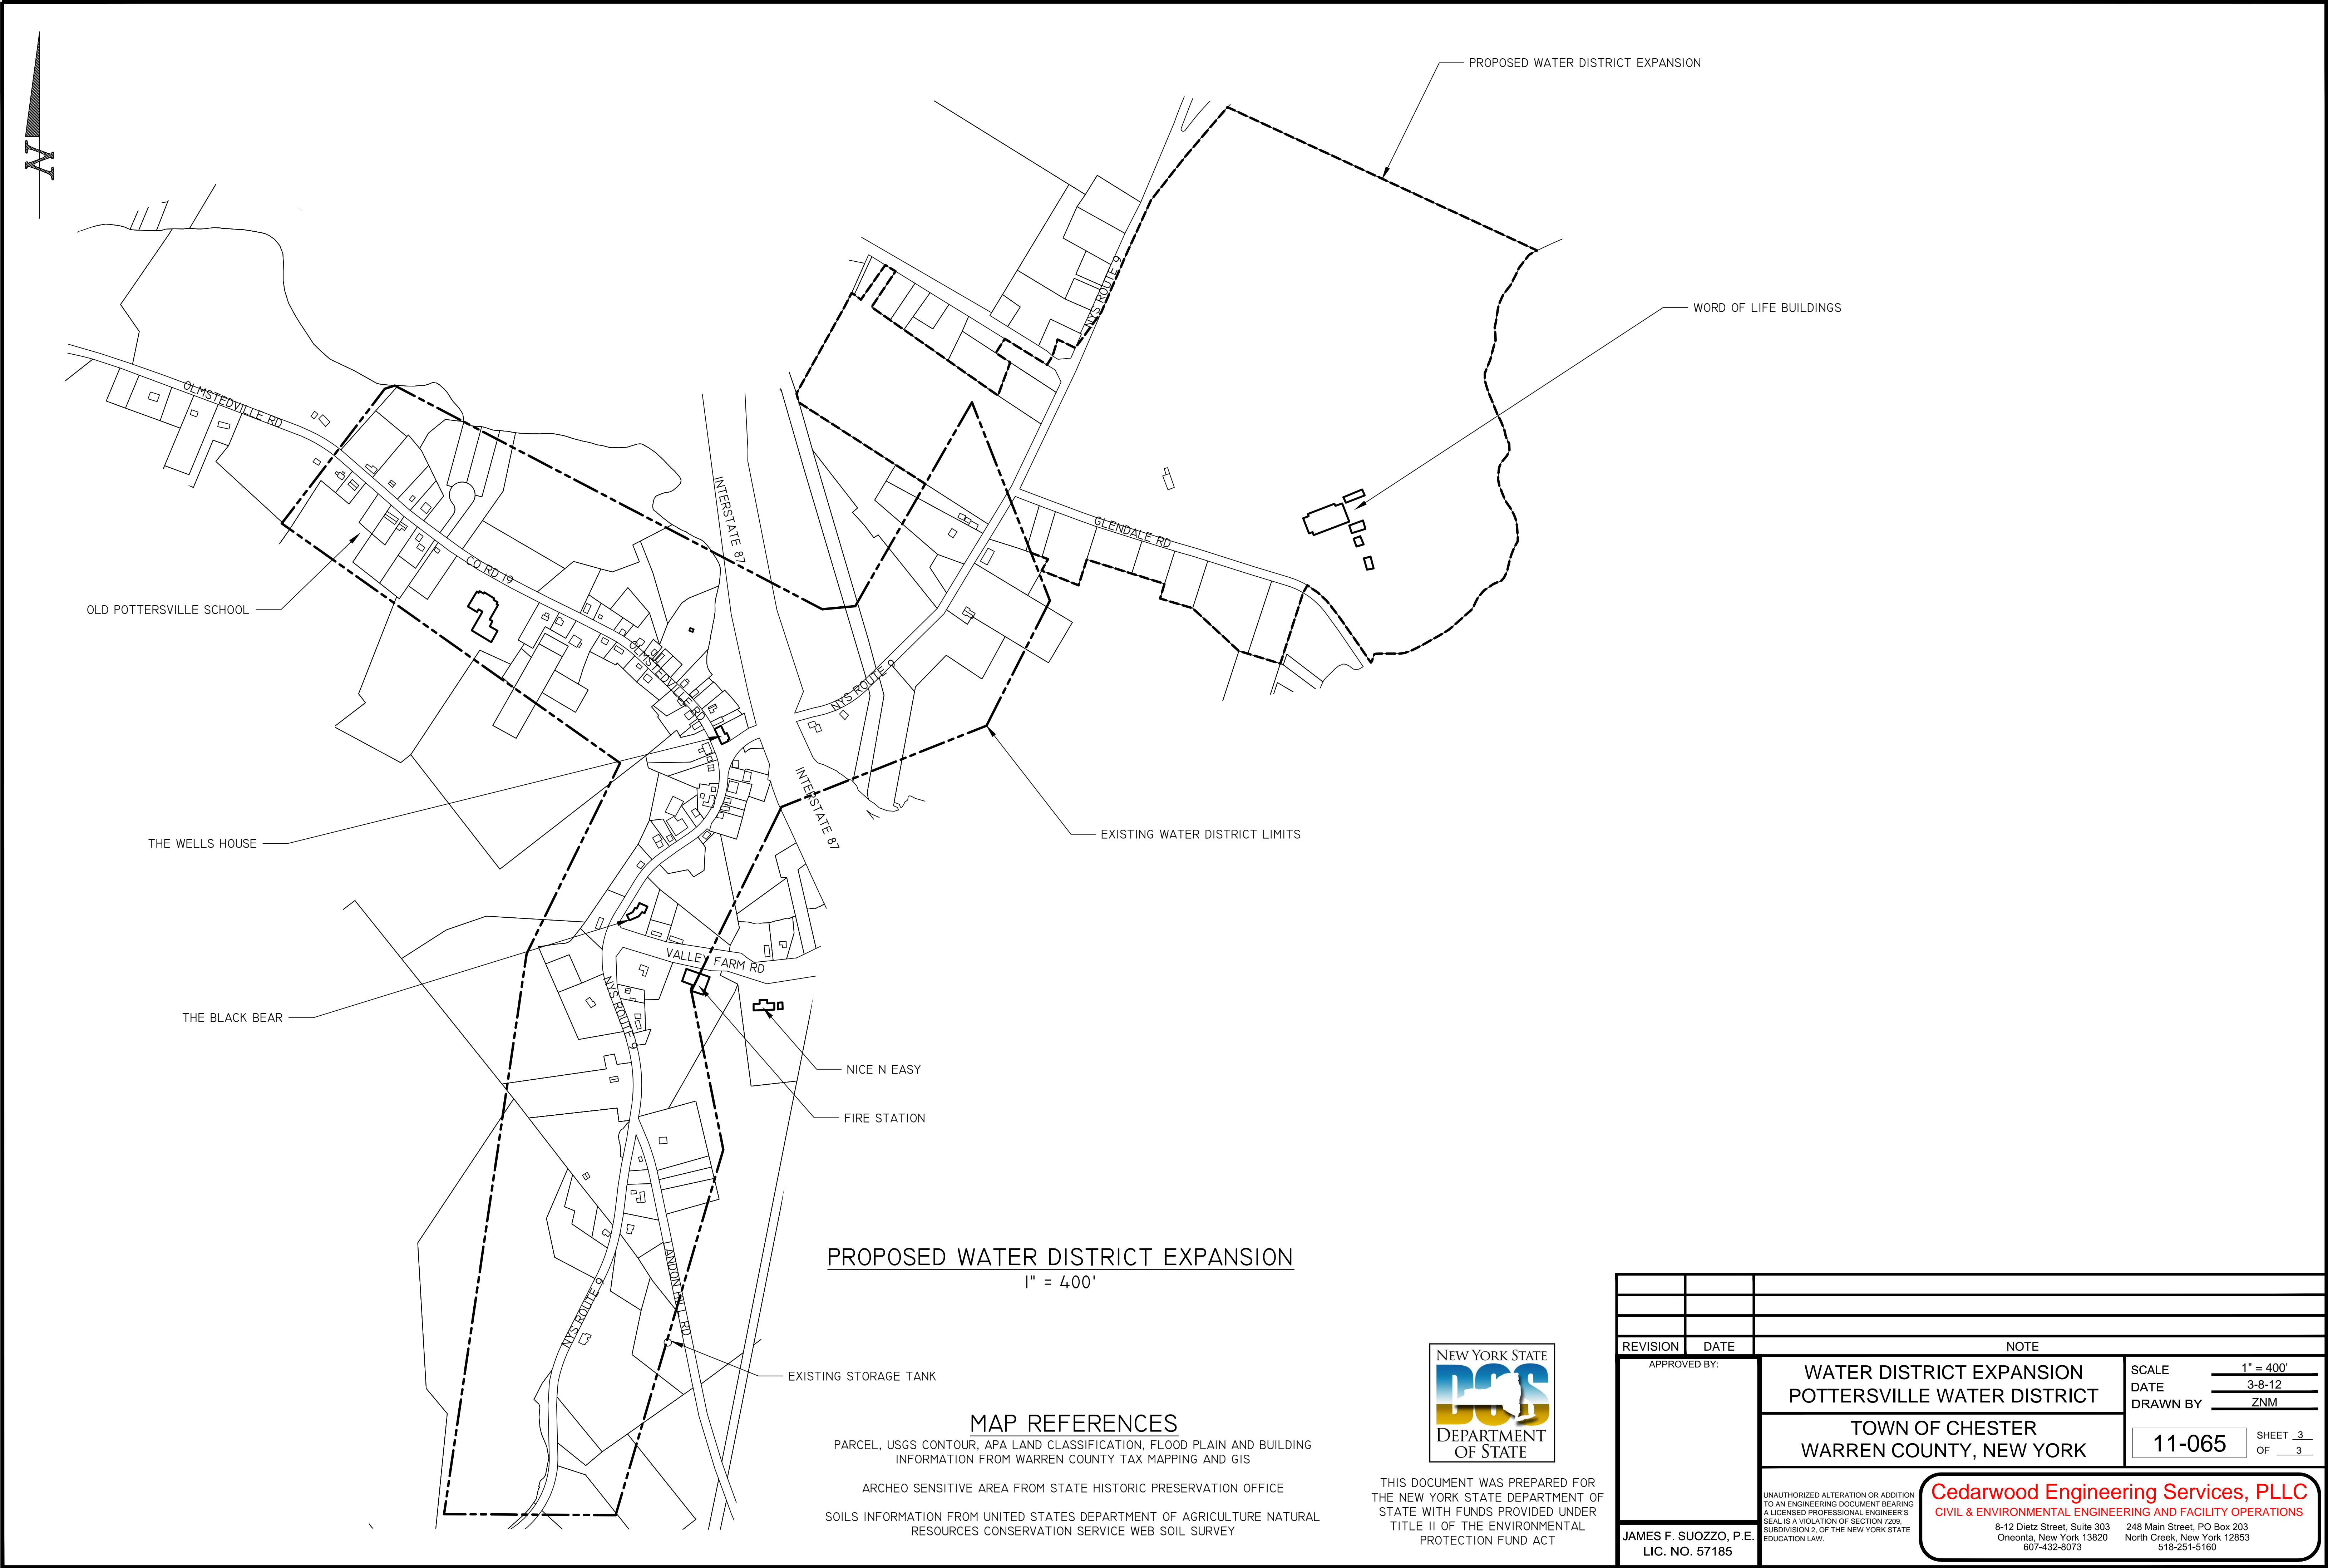 PROPOSED WATER DISTRICT EXPANSION
N
WORD OF LIFE BUILDINGS
NYS ROUTE 9
OLMSTEDVILLE RD
INTERSTATE 87
GLENDALE RD
CO RD 19
OLD POTTERSVILLE SCHOOL
OLMSTEDVILLE RD
NYS ROUTE 9
INTERSTATE 87
EXISTING WATER DISTRICT LIMITS
THE WELLS HOUSE
VALLEY FARM RD
NYS ROUTE 9
THE BLACK BEAR
NICE N EASY
FIRE STATION
LANDON HILL RD
NYS ROUTE 9
EXISTING STORAGE TANK
PROPOSED WATER DISTRICT EXPANSION
1" = 400'
MAP REFERENCES
PARCEL, USGS CONTOUR, APA LAND CLASSIFICATION, FLOOD PLAIN AND BUILDING
INFORMATION FROM WARREN COUNTY TAX MAPPING AND GIS
ARCHEO SENSITIVE AREA FROM STATE HISTORIC PRESERVATION OFFICE
SOILS INFORMATION FROM UNITED STATES DEPARTMENT OF AGRICULTURE NATURAL
RESOURCES CONSERVATION SERVICE WEB SOIL SURVEY
NEW YORK STATE
DOS
DEPARTMENT
OF STATE
THIS DOCUMENT WAS PREPARED FOR
THE NEW YORK STATE DEPARTMENT OF
STATE WITH FUNDS PROVIDED UNDER
TITLE 11 OF THE ENVIRONMENTAL
PROTECTION FUND ACT
REVISION DATE NOTE
APPROVED BY:
JAMES F. SUOZZO, P.E.
LIC. NO. 57185
WATER DISTRICT EXPANSION
POTTERSVILLE WATER DISTRICT
TOWN OF CHESTER
WARREN COUNTY, NEW YORK
SCALE 1" = 400'
DATE 3-8-12
DRAWN BY ZNM
11-065
SHEET 3
OF 3
UNAUTHORIZED ALTERATION OR ADDITION
TO AN ENGINEERING DOCUMENT BEARING
A LICENSED PROFESSIONAL ENGINEER'S
SEAL IS A VIOLATION OF SECTION 7209,
SUBDIVISION 2, OF THE NEW YORK STATE
EDUCATION LAW.
Cedarwood Engineering Services, PLLC
CIVIL & ENVIRONMENTAL ENGINEERING AND FACILITY OPERATIONS
8-12 Dietz Street, Suite 303 248 Main Street, PO Box 203
Oneonta, New York 13820 North Creek, New York 12853
607-432-8073 518-251-5160